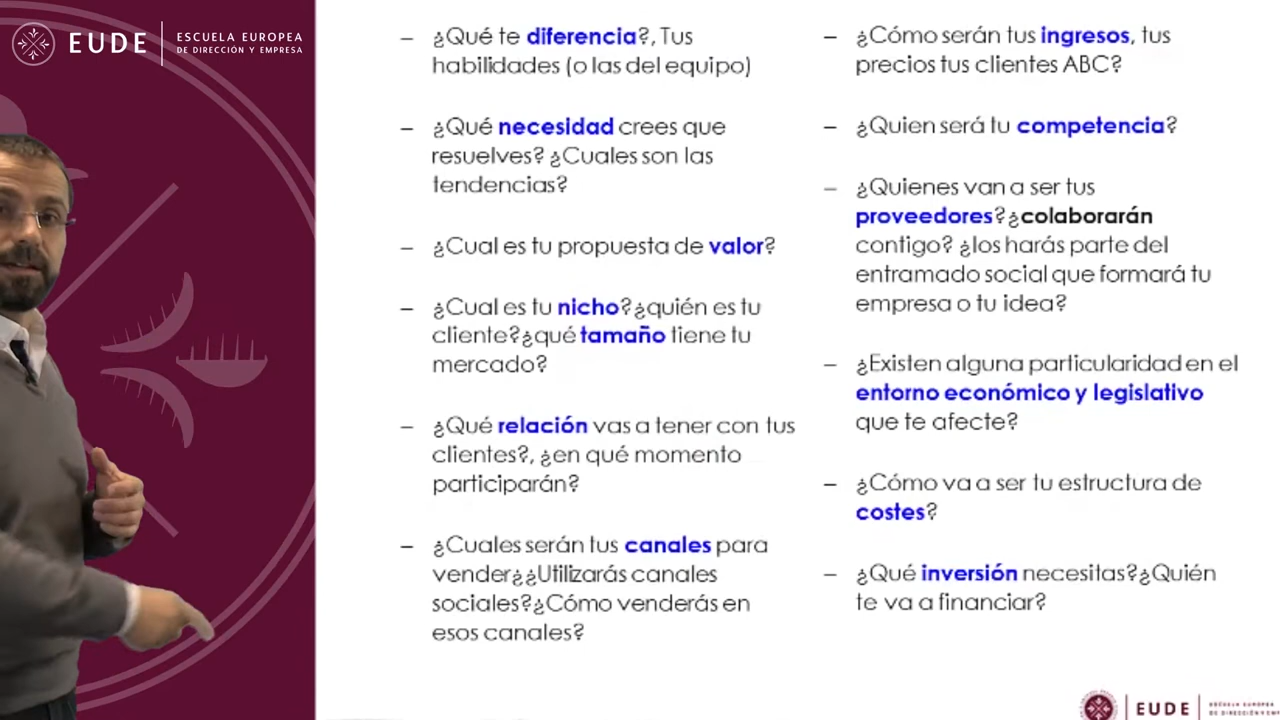 EUDE
ESCUELA EUROPEA
DE DIRECCIÓN Y EMPRESA
– ¿Qué te diferencia?, Tus
habilidades (o las del equipo)
– ¿Qué necesidad crees que
resuelves? ¿Cuales son las
tendencias?
– ¿Cual es tu propuesta de valor?
– ¿Cual es tu nicho?¿quién es tu
cliente?¿qué tamaño tiene tu
mercado?
– ¿Qué relación vas a tener con tus
clientes?, ¿en qué momento
participarán?
– ¿Cuales serán tus canales para
vender¿¿Utilizarás canales
sociales?¿Cómo venderás en
esos canales?
– ¿Cómo serán tus ingresos, tus
precios tus clientes ABC?
– ¿Quien será tu competencia?
– ¿Quienes van a ser tus
proveedores?¿colaborarán
contigo? ¿los harás parte del
entramado social que formará tu
empresa o tu idea?
– ¿Existen alguna particularidad en el
entorno económico y legislativo
que te afecte?
– ¿Cómo va a ser tu estructura de
costes?
– ¿Qué inversión necesitas?¿Quién
te va a financiar?
EUDE
ESCUELA EUROPEA
DE DIRECCIÓN Y EMP